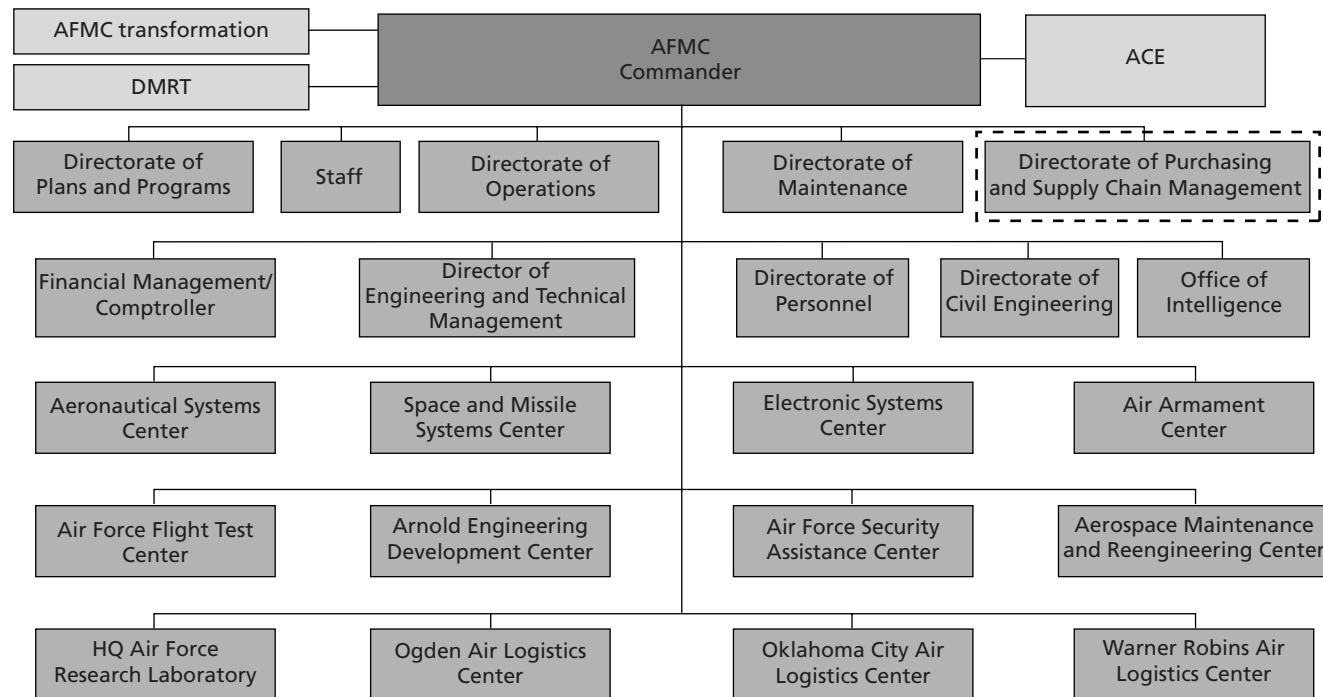 AFMC transformation
DMRT
AFMC
Commander
ACE
Directorate of
Plans and Programs
Staff
Directorate of
Operations
Directorate of
Maintenance
Directorate of Purchasing
and Supply Chain Management
Financial Management/
Comptroller
Director of
Engineering and Technical
Management
Directorate of
Personnel
Directorate of
Civil Engineering
Office of
Intelligence
Aeronautical Systems
Center
Space and Missile
Systems Center
Electronic Systems
Center
Air Armament
Center
Air Force Flight Test
Center
Arnold Engineering
Development Center
Air Force Security
Assistance Center
Aerospace Maintenance
and Reengineering Center
HQ Air Force
Research Laboratory
Ogden Air Logistics
Center
Oklahoma City Air
Logistics Center
Warner Robins Air
Logistics Center